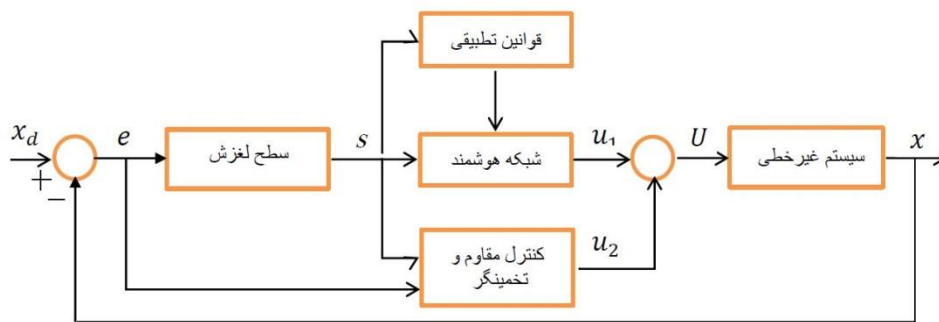 قوانین تطبیقی
x_d
e
سطح لغزش
s
شبکه هوشمند
u₁
U
سیستم غیرخطی
x
+
−
کنترل مقاوم و
تخمینگر
u₂